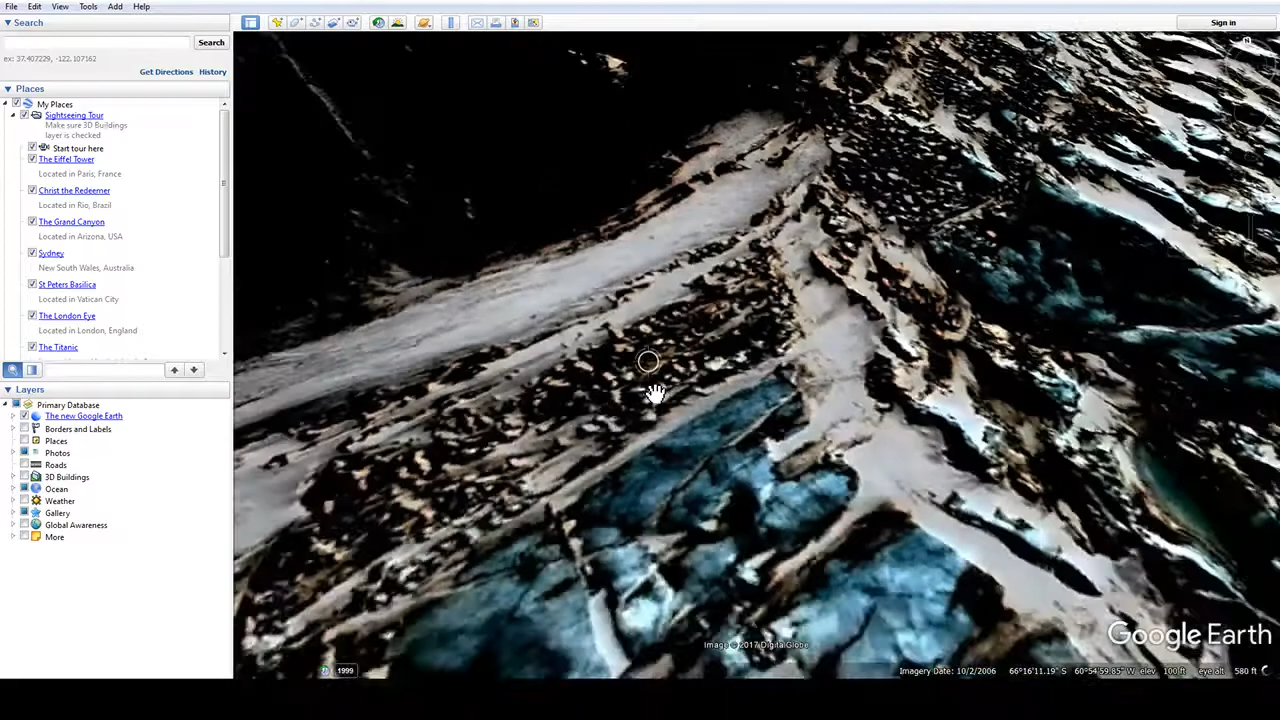 File Edit View Tools Add Help
Search
Sign in
Search
ex: 37.407229, -122.107162
Get Directions History
Places
My Places
Sightseeing Tour
Make sure 3D Buildings
layer is checked
Start tour here
The Eiffel Tower
Located in Paris, France
Christ the Redeemer
Located in Rio, Brazil
The Grand Canyon
Located in Arizona, USA
Sydney
New South Wales, Australia
St Peters Basilica
Located in Vatican City
The London Eye
Located in London, England
The Titanic
Layers
Primary Database
The new Google Earth
Borders and Labels
Places
Photos
Roads
3D Buildings
Ocean
Weather
Gallery
Global Awareness
More
N
Image © 2017 DigitalGlobe
Google Earth
1999
Imagery Date: 10/2/2006 66°16'11.19" S 60°54'59.85" W elev 100 ft eye alt 580 ft